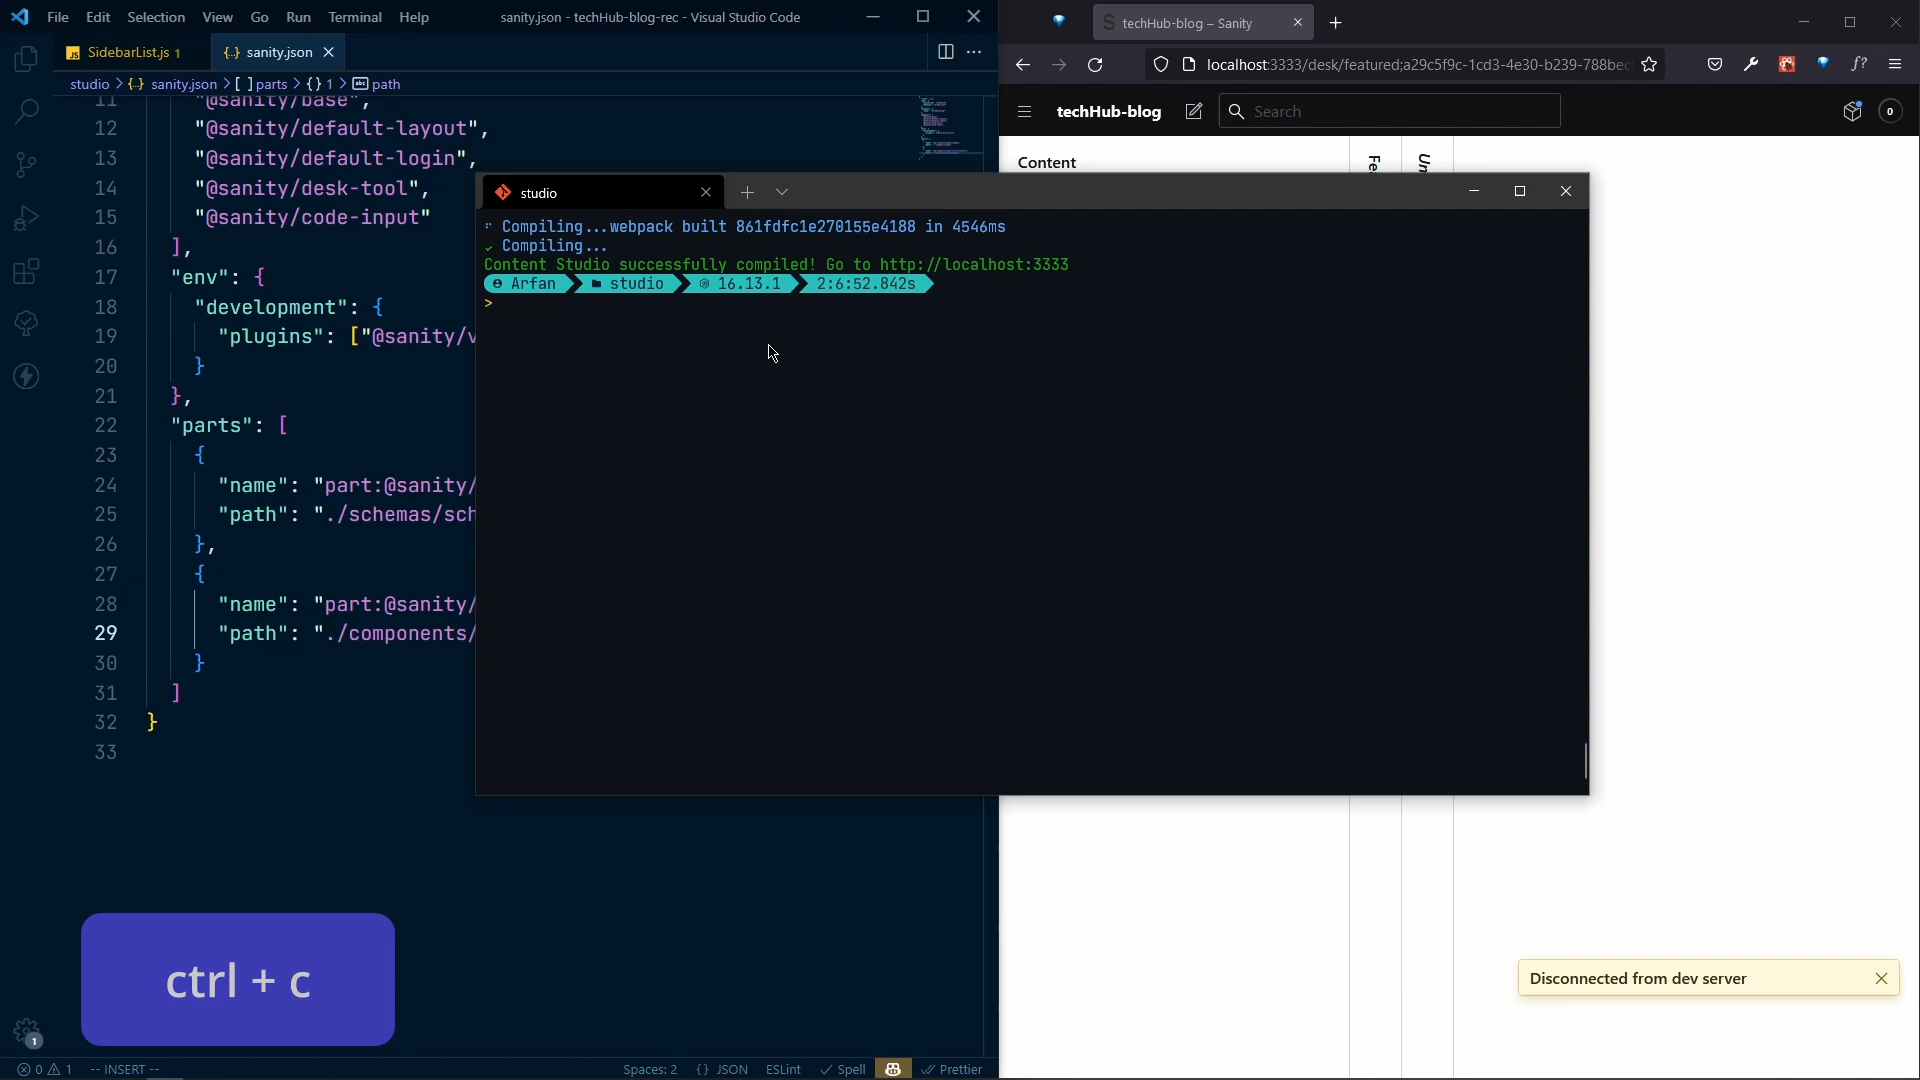 File Edit Selection View Go Run Terminal Help
sanity.json - techHub-blog-rec - Visual Studio Code
SidebarList.js 1
{..} sanity.json
studio > {..} sanity.json > [ ] parts > {} 1 > path
11 "@sanity/base",
12 "@sanity/default-layout",
13 "@sanity/default-login",
14 "@sanity/desk-tool",
15 "@sanity/code-input"
16 ],
17 "env": {
18 "development": {
19 "plugins": ["@sanity/v
20 }
21 },
22 "parts": [
23 {
24 "name": "part:@sanity/
25 "path": "./schemas/sch
26 },
27 {
28 "name": "part:@sanity/
29 "path": "./components/
30 }
31 ]
32 }
33
ctrl + c
1
0 1 -- INSERT --
Spaces: 2 {} JSON ESLint Spell Prettier
studio
Compiling...webpack built 861fdfc1e270155e4188 in 4546ms
✓ Compiling...
Content Studio successfully compiled! Go to http://localhost:3333
Arfan studio 16.13.1 2:6:52.842s
>
techHub-blog – Sanity
localhost:3333/desk/featured;a29c5f9c-1cd3-4e30-b239-788bec
f?
techHub-blog
Search
0
Content
Fe
Un
Disconnected from dev server